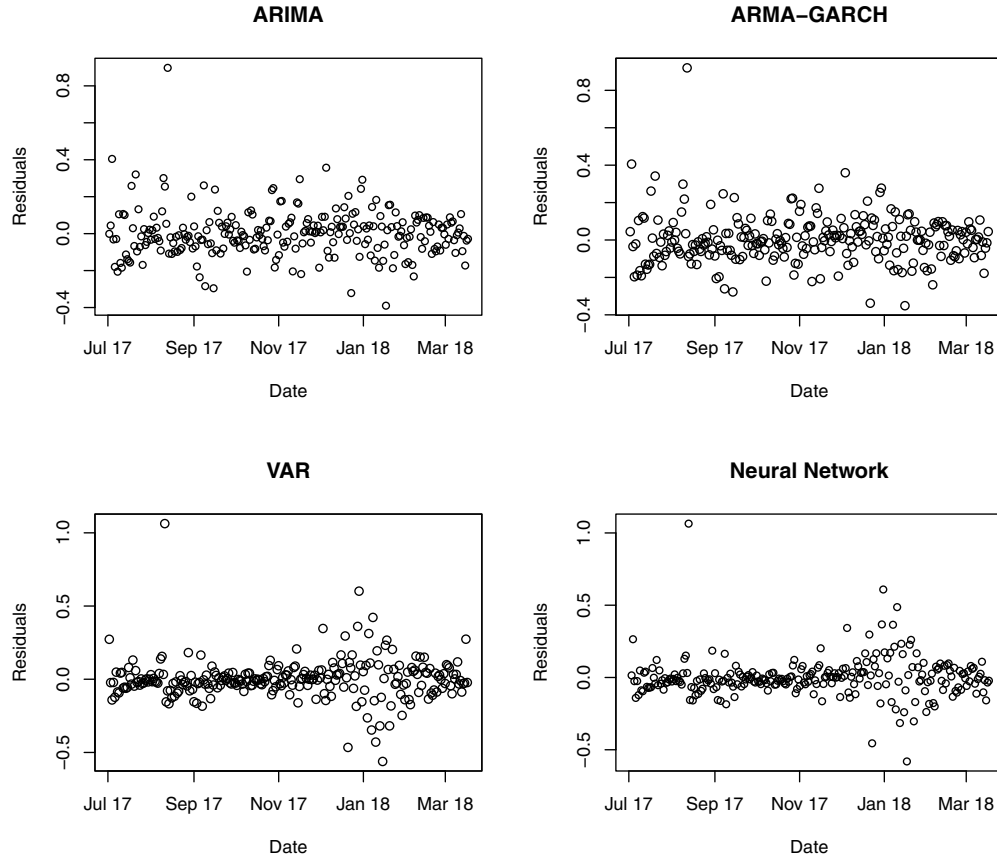 ARIMA
Residuals
0.8
0.4
0.0
−0.4
Jul 17 Sep 17 Nov 17 Jan 18 Mar 18
Date
ARMA−GARCH
Residuals
0.8
0.4
0.0
−0.4
Jul 17 Sep 17 Nov 17 Jan 18 Mar 18
Date
VAR
Residuals
1.0
0.5
0.0
−0.5
Jul 17 Sep 17 Nov 17 Jan 18 Mar 18
Date
Neural Network
Residuals
1.0
0.5
0.0
−0.5
Jul 17 Sep 17 Nov 17 Jan 18 Mar 18
Date